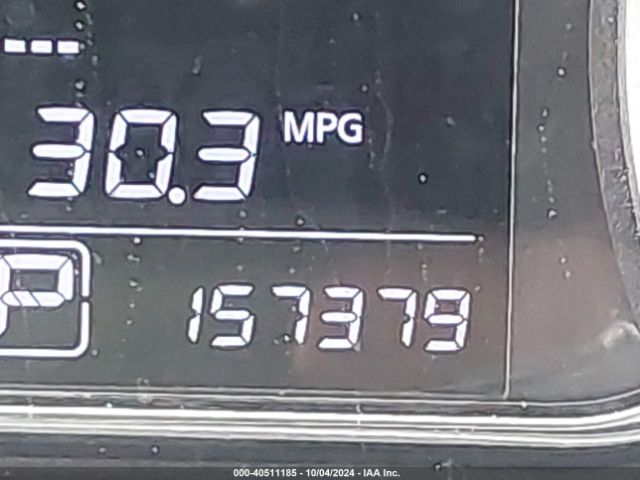 ---
30.3 MPG
P
157379
000-40511185 - 10/04/2024 - IAA Inc.